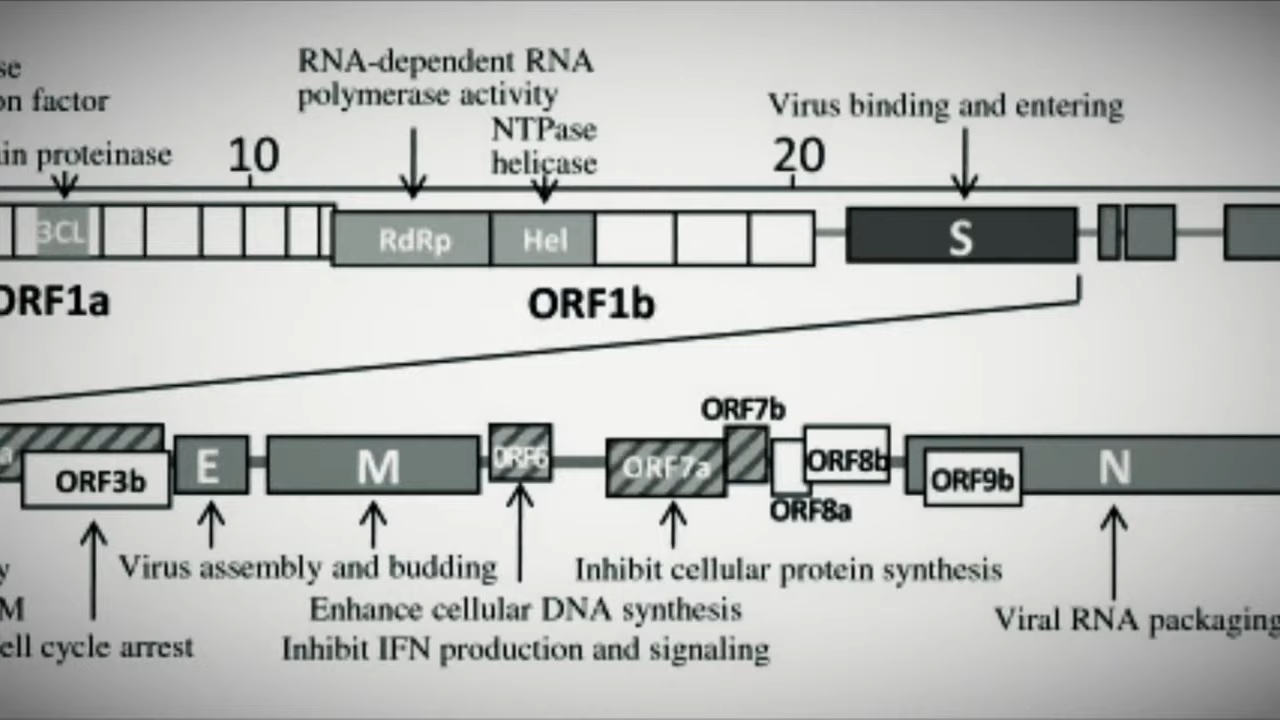 RNA-dependent RNA
polymerase activity
on factor
in proteinase
10
NTPase
helicase
20
Virus binding and entering
3CL
RdRp
Hel
S
ORF1a
ORF1b
ORF7b
ORF3b
E
M
ORF6
ORF7a
ORF8b
ORF9b
N
ORF8a
Virus assembly and budding
Inhibit cellular protein synthesis
Enhance cellular DNA synthesis
Viral RNA packaging
ell cycle arrest
Inhibit IFN production and signaling